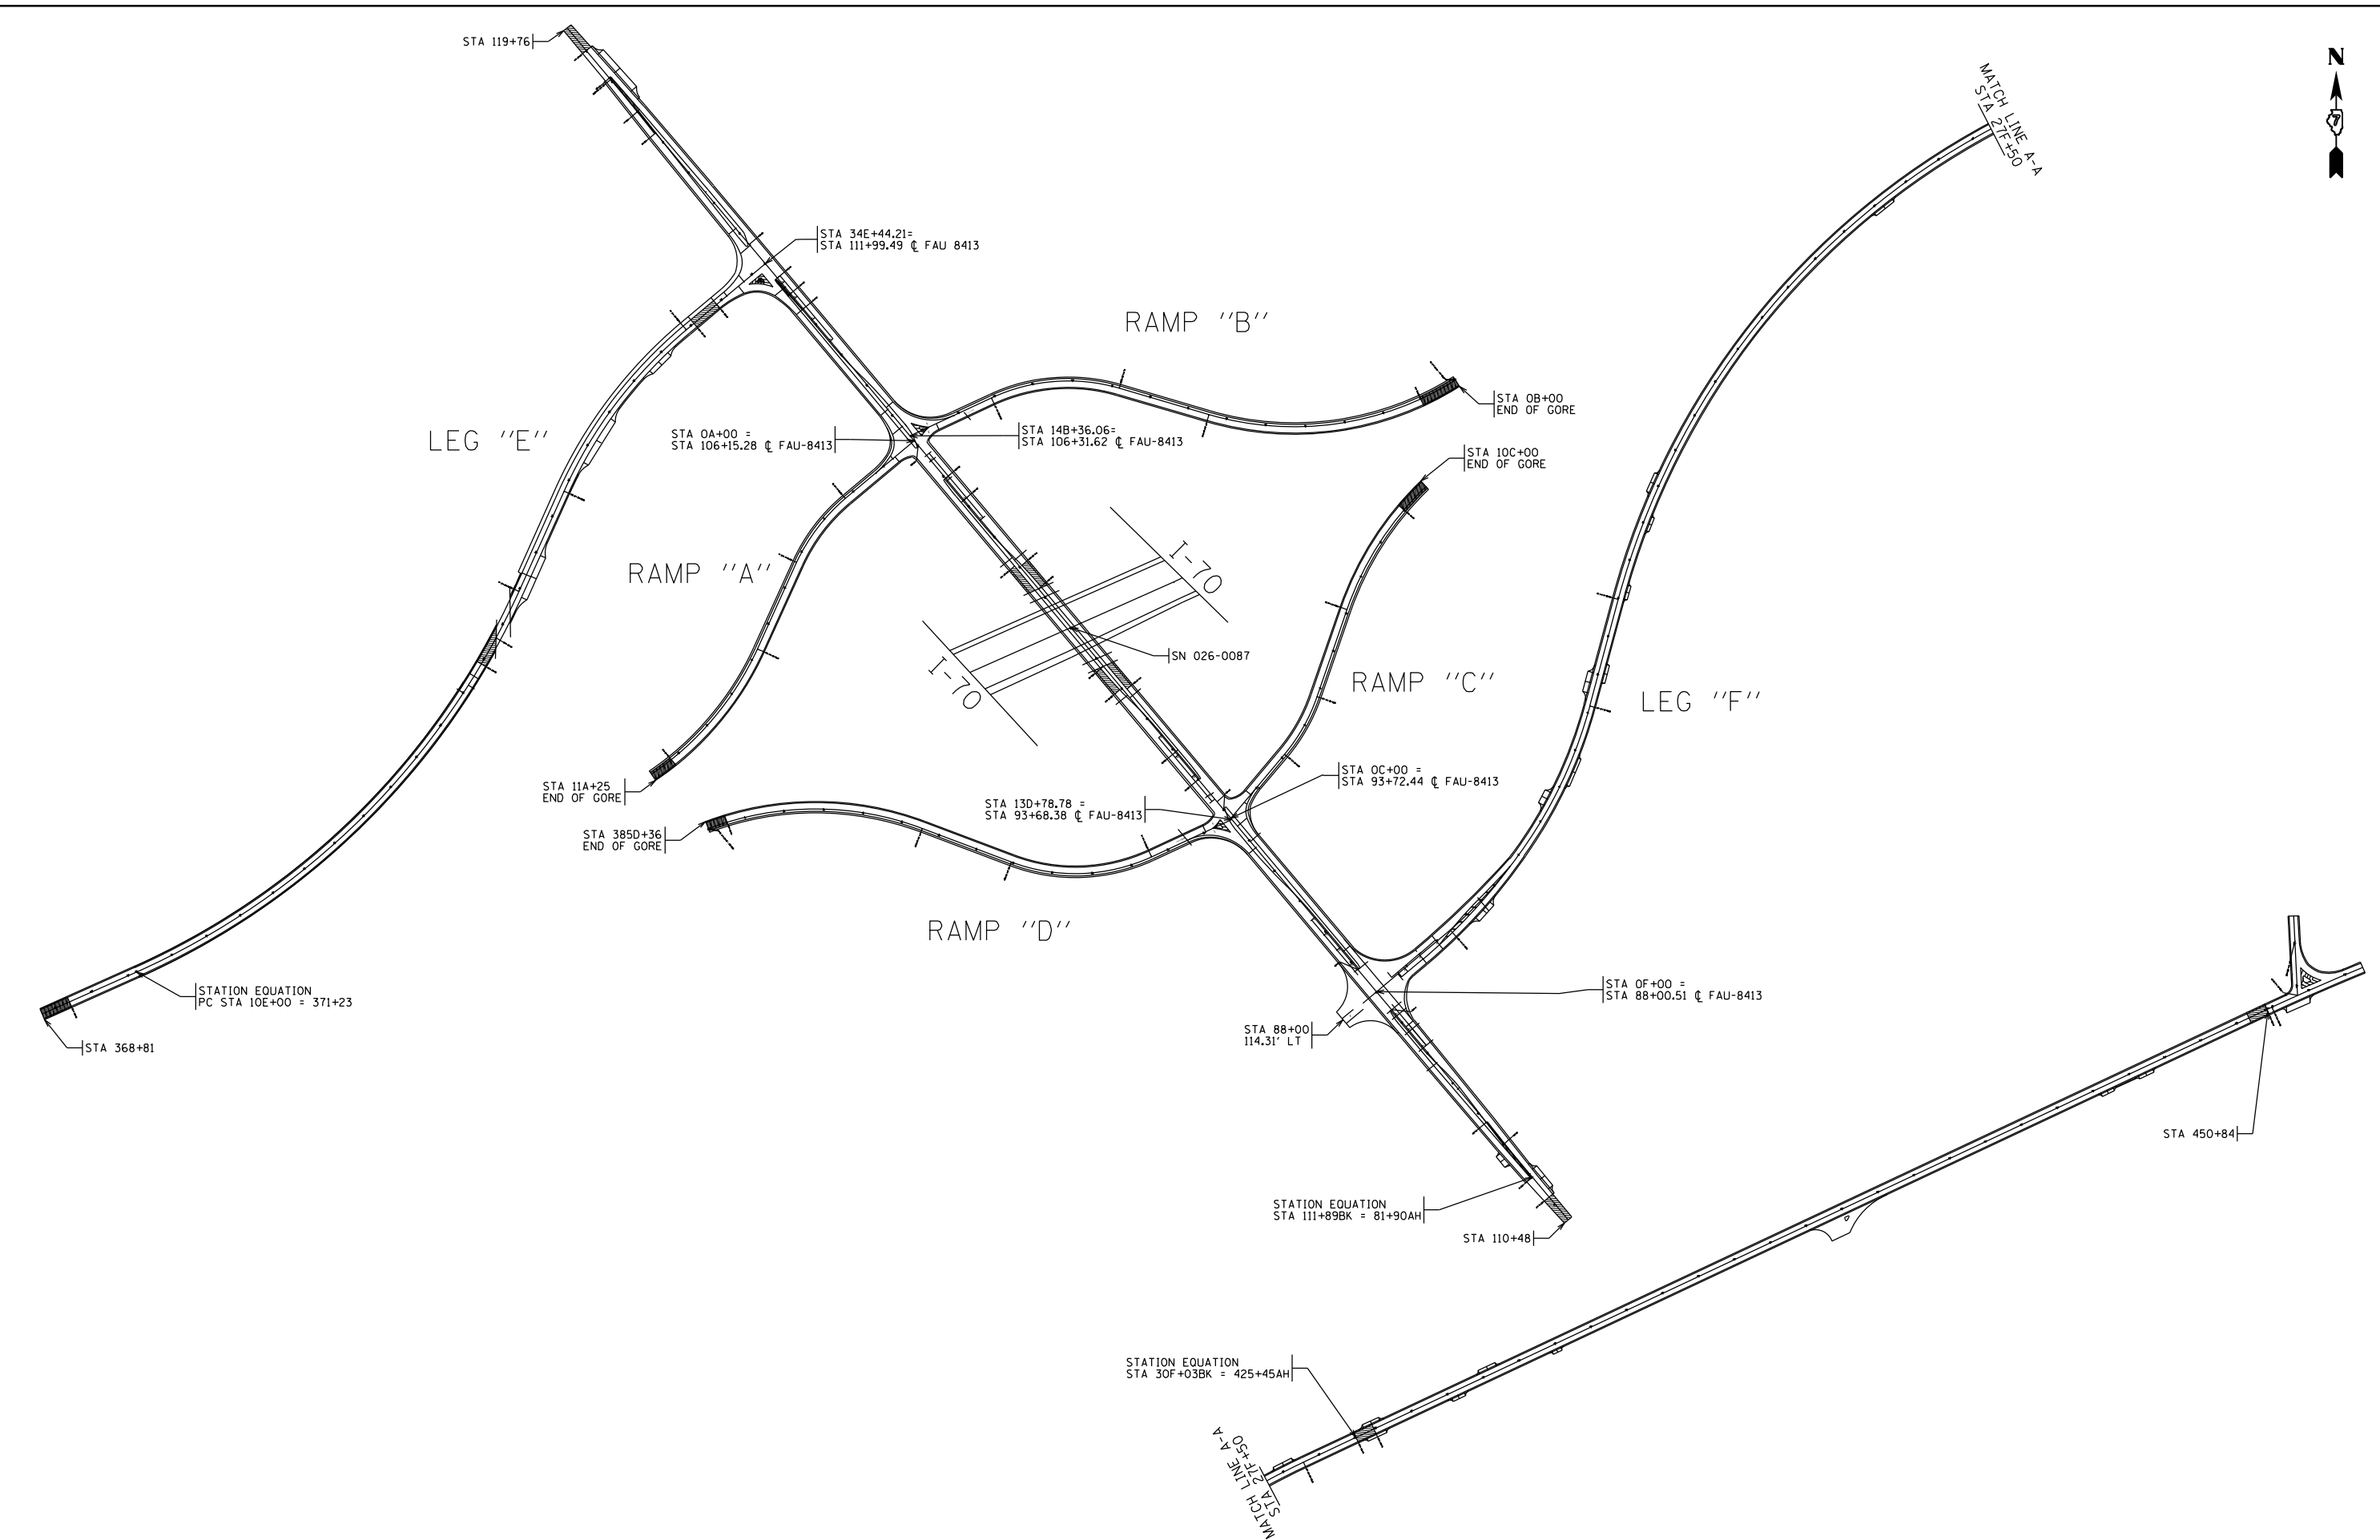 STA 119+76
N
7
MATCH LINE A-A
STA 27F+50
STA 34E+44.21=
STA 111+99.49 ℄ FAU 8413
RAMP "B"
STA 0B+00
END OF GORE
LEG "E"
STA 0A+00 =
STA 106+15.28 ℄ FAU-8413
STA 14B+36.06=
STA 106+31.62 ℄ FAU-8413
STA 10C+00
END OF GORE
RAMP "A"
I-70
SN 026-0087
I-70
RAMP "C"
LEG "F"
STA 11A+25
END OF GORE
STA 0C+00 =
STA 93+72.44 ℄ FAU-8413
STA 13D+78.78 =
STA 93+68.38 ℄ FAU-8413
STA 385D+36
END OF GORE
RAMP "D"
STATION EQUATION
PC STA 10E+00 = 371+23
STA 368+81
STA 0F+00 =
STA 88+00.51 ℄ FAU-8413
STA 88+00
114.31' LT
STA 450+84
STATION EQUATION
STA 111+89BK = 81+90AH
STA 110+48
STATION EQUATION
STA 30F+03BK = 425+45AH
MATCH LINE A-A
STA 27F+50